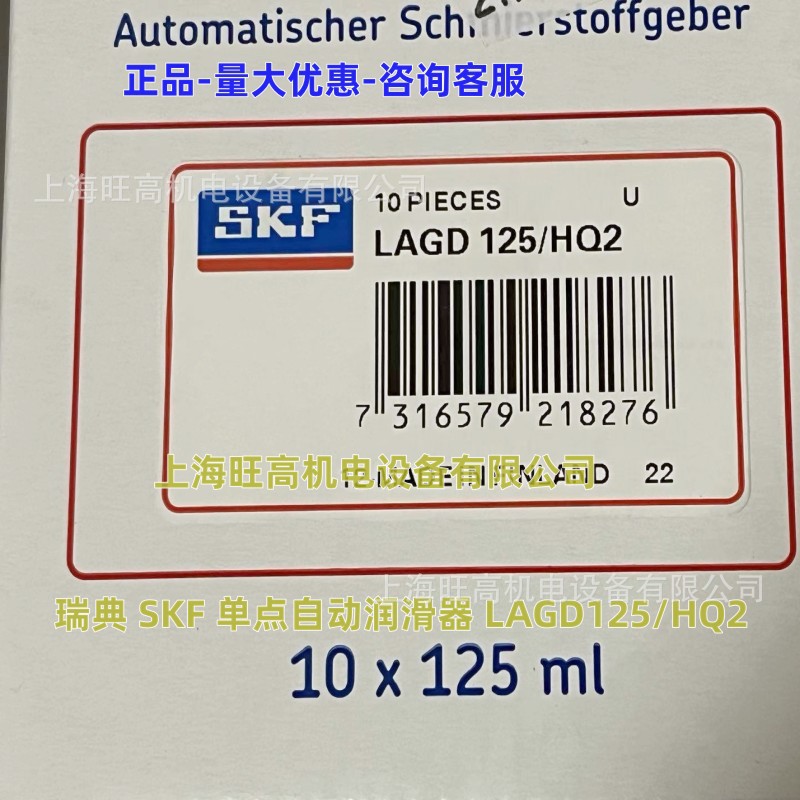 Automatischer Schmierstoffgeber
正品-量大优惠-咨询客服
上海旺高机电设备有限公司
SKF
10 PIECES U
LAGD 125/HQ2
7 316579 218276
上海旺高机电设备有限公司
MADE IN FINLAND 22
上海旺高机电设备有限公司
瑞典 SKF 单点自动润滑器 LAGD125/HQ2
10 x 125 ml